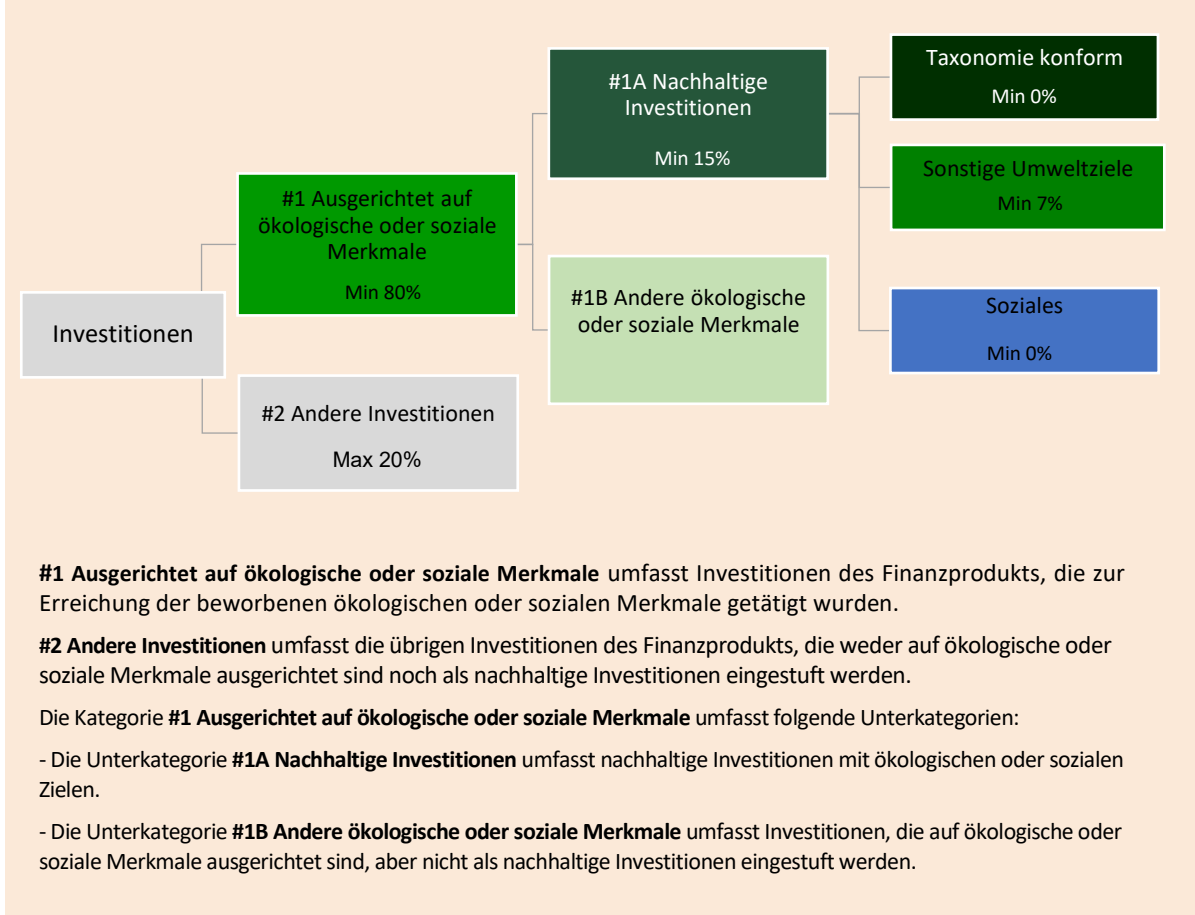 Investitionen
#1 Ausgerichtet auf
ökologische oder soziale
Merkmale
Min 80%
#2 Andere Investitionen
Max 20%
#1A Nachhaltige
Investitionen
Min 15%
#1B Andere ökologische
oder soziale Merkmale
Taxonomie konform
Min 0%
Sonstige Umweltziele
Min 7%
Soziales
Min 0%
#1 Ausgerichtet auf ökologische oder soziale Merkmale umfasst Investitionen des Finanzprodukts, die zur
Erreichung der beworbenen ökologischen oder sozialen Merkmale getätigt wurden.
#2 Andere Investitionen umfasst die übrigen Investitionen des Finanzprodukts, die weder auf ökologische oder
soziale Merkmale ausgerichtet sind noch als nachhaltige Investitionen eingestuft werden.
Die Kategorie #1 Ausgerichtet auf ökologische oder soziale Merkmale umfasst folgende Unterkategorien:
- Die Unterkategorie #1A Nachhaltige Investitionen umfasst nachhaltige Investitionen mit ökologischen oder sozialen
Zielen.
- Die Unterkategorie #1B Andere ökologische oder soziale Merkmale umfasst Investitionen, die auf ökologische oder
soziale Merkmale ausgerichtet sind, aber nicht als nachhaltige Investitionen eingestuft werden.